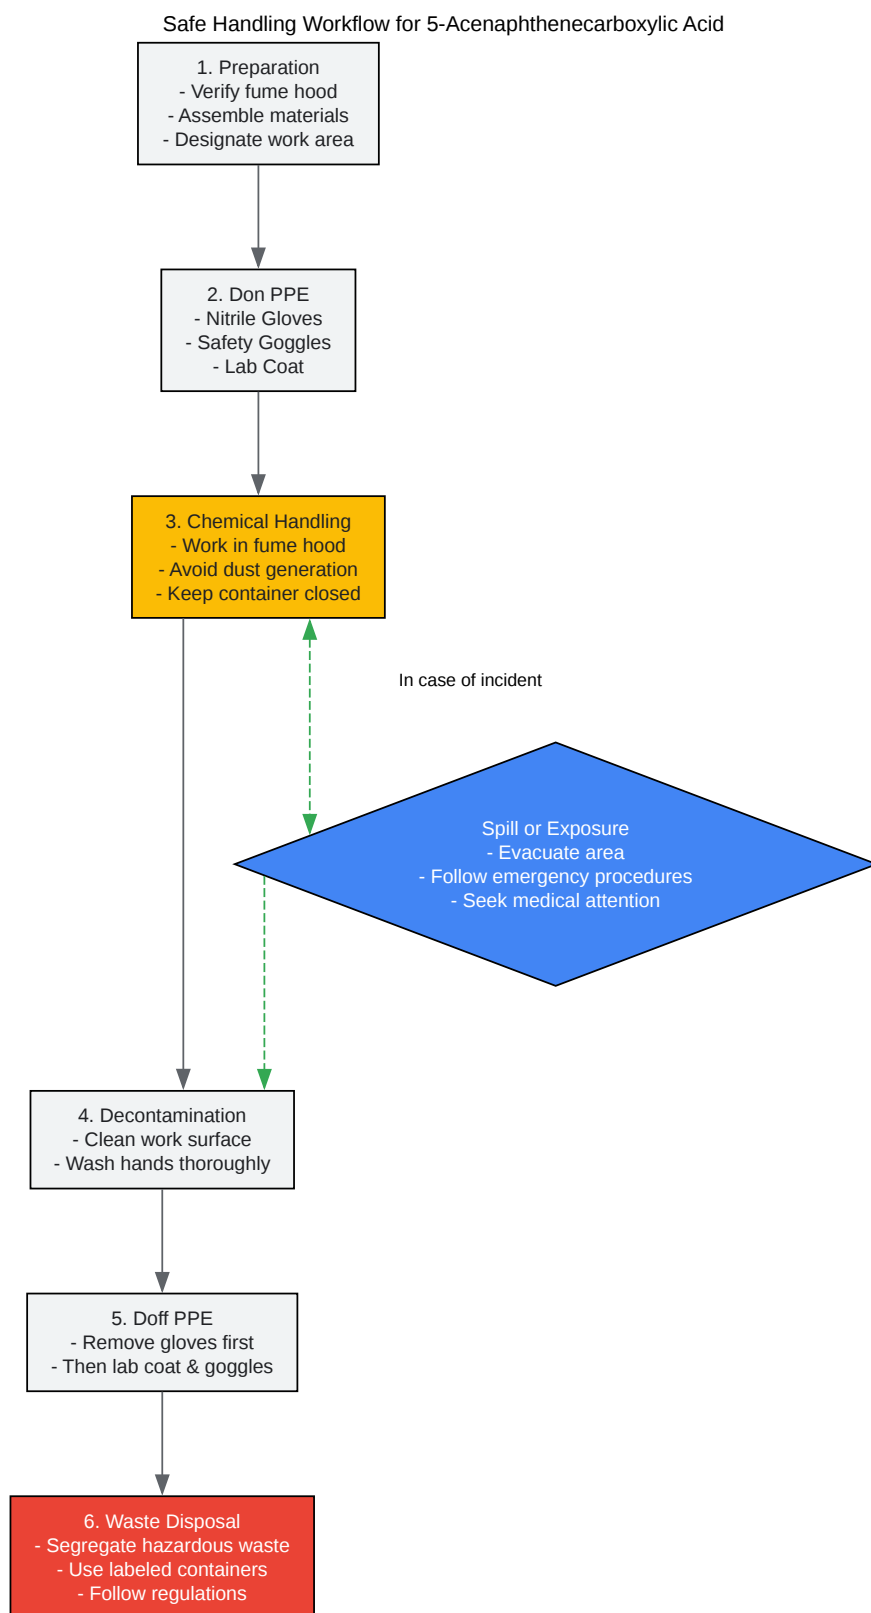 Safe Handling Workflow for 5-Acenaphthenecarboxylic Acid
1. Preparation
- Verify fume hood
- Assemble materials
- Designate work area
2. Don PPE
- Nitrile Gloves
- Safety Goggles
- Lab Coat
3. Chemical Handling
- Work in fume hood
- Avoid dust generation
- Keep container closed
In case of incident
Spill or Exposure
- Evacuate area
- Follow emergency procedures
- Seek medical attention
4. Decontamination
- Clean work surface
- Wash hands thoroughly
5. Doff PPE
- Remove gloves first
- Then lab coat & goggles
6. Waste Disposal
- Segregate hazardous waste
- Use labeled containers
- Follow regulations